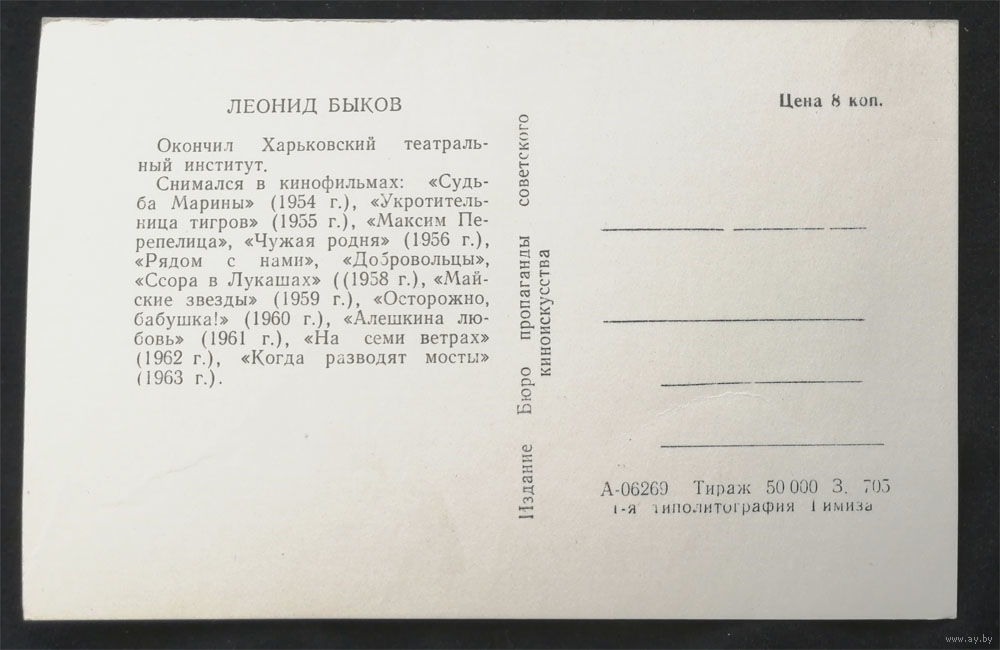 ЛЕОНИД БЫКОВ
Окончил Харьковский театраль-
ный институт.
Снимался в кинофильмах: «Судь-
ба Марины» (1954 г.), «Укротитель-
ница тигров» (1955 г.), «Максим Пе-
репелица», «Чужая родня» (1956 г.),
«Рядом с нами», «Добровольцы»,
«Ссора в Лукашах» ((1958 г.), «Май-
ские звезды» (1959 г.), «Осторожно,
бабушка!» (1960 г.), «Алешкина лю-
бовь» (1961 г.), «На семи ветрах»
(1962 г.), «Когда разводят мосты»
(1963 г.).
Издание Бюро пропаганды советского
киноискусства
Цена 8 коп.
А-06269 Тираж 50 000 З. 705
1-я типолитография Гимиза
www.ay.by